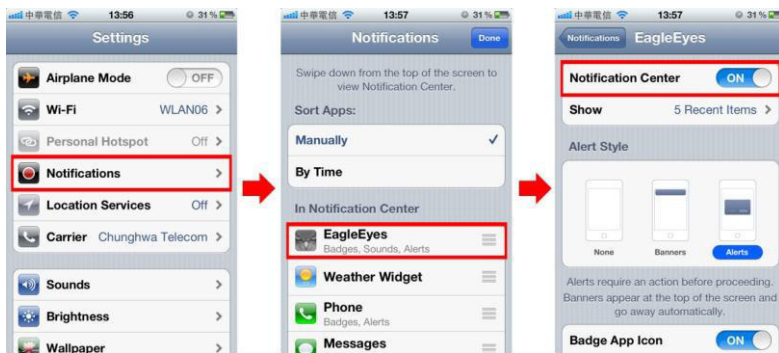 中華電信 13:56 31%
Settings
Airplane Mode OFF
Wi-Fi WLAN06
Personal Hotspot Off
Notifications
Location Services Off
Carrier Chunghwa Telecom
Sounds
Brightness
Wallpaper
中華電信 13:57 31%
Notifications Done
Swipe down from the top of the screen to
view Notification Center.
Sort Apps:
Manually
By Time
In Notification Center
EagleEyes
Badges, Sounds, Alerts
Weather Widget
Phone
Badges, Alerts
Messages
中華電信 13:57 31%
Notifications EagleEyes
Notification Center ON
Show 5 Recent Items
Alert Style
None Banners Alerts
Alerts require an action before proceeding.
Banners appear at the top of the screen and
go away automatically.
Badge App Icon ON